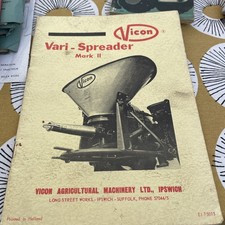 Vicon
Vari-Spreader
Mark II
Vicon
VICON AGRICULTURAL MACHINERY LTD., IPSWICH
LONG STREET WORKS, IPSWICH - SUFFOLK, PHONE
Printed in Holland